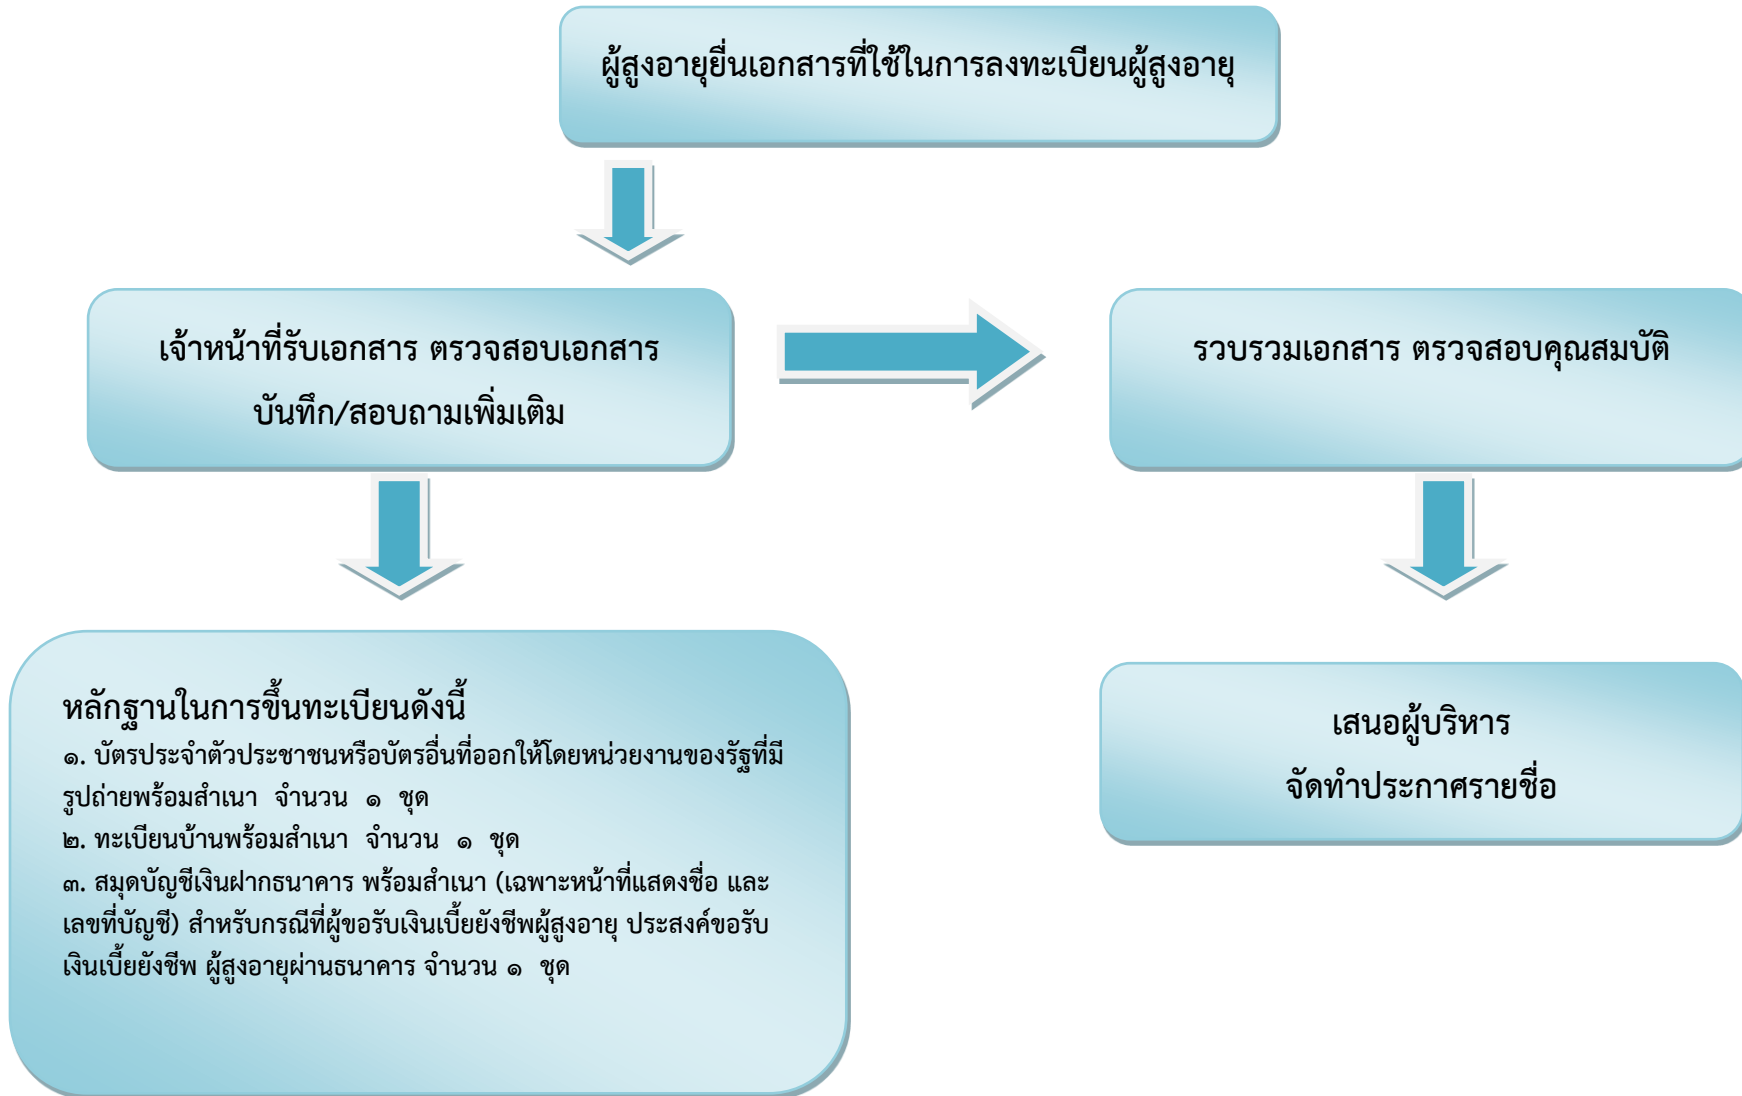 ผู้สูงอายุยื่นเอกสารที่ใช้ในการลงทะเบียนผู้สูงอายุ
เจ้าหน้าที่รับเอกสาร ตรวจสอบเอกสาร
บันทึก/สอบถามเพิ่มเติม
รวบรวมเอกสาร ตรวจสอบคุณสมบัติ
หลักฐานในการขึ้นทะเบียนดังนี้
๑. บัตรประจำตัวประชาชนหรือบัตรอื่นที่ออกให้โดยหน่วยงานของรัฐที่มี
รูปถ่ายพร้อมสำเนา จำนวน ๑ ชุด
๒. ทะเบียนบ้านพร้อมสำเนา จำนวน ๑ ชุด
๓. สมุดบัญชีเงินฝากธนาคาร พร้อมสำเนา (เฉพาะหน้าที่แสดงชื่อ และ
เลขที่บัญชี) สำหรับกรณีที่ผู้ขอรับเงินเบี้ยยังชีพผู้สูงอายุ ประสงค์ขอรับ
เงินเบี้ยยังชีพ ผู้สูงอายุผ่านธนาคาร จำนวน ๑ ชุด
เสนอผู้บริหาร
จัดทำประกาศรายชื่อ